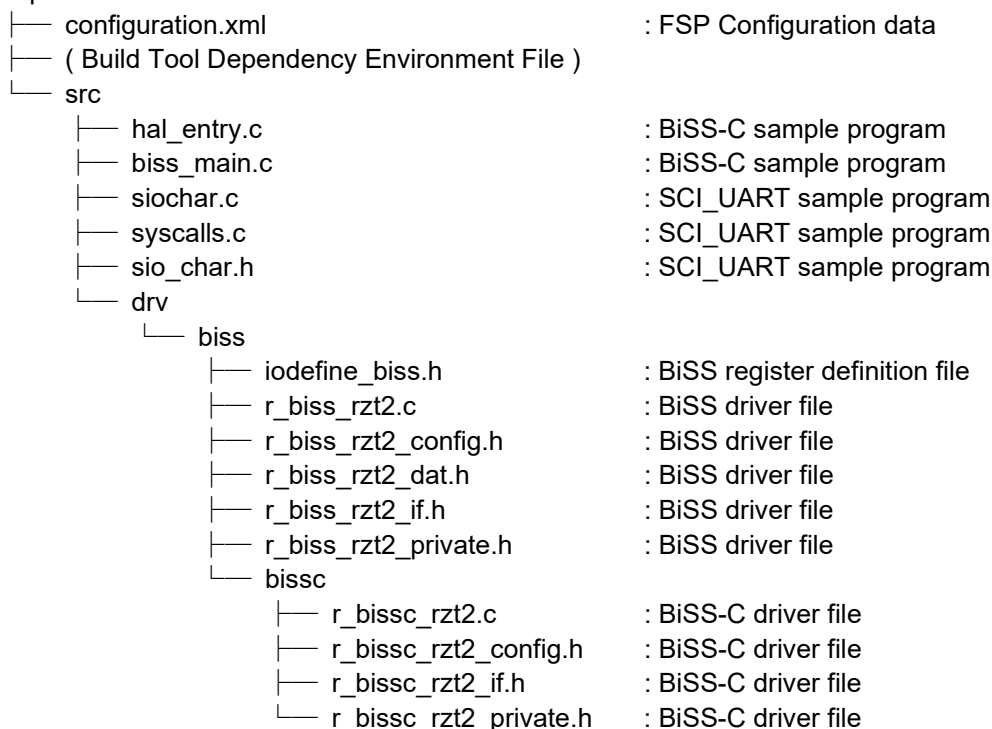 ├── configuration.xml : FSP Configuration data
├── ( Build Tool Dependency Environment File )
└── src
├── hal_entry.c : BiSS-C sample program
├── biss_main.c : BiSS-C sample program
├── siochar.c : SCI_UART sample program
├── syscalls.c : SCI_UART sample program
├── sio_char.h : SCI_UART sample program
└── drv
└── biss
├── iodefine_biss.h : BiSS register definition file
├── r_biss_rzt2.c : BiSS driver file
├── r_biss_rzt2_config.h : BiSS driver file
├── r_biss_rzt2_dat.h : BiSS driver file
├── r_biss_rzt2_if.h : BiSS driver file
├── r_biss_rzt2_private.h : BiSS driver file
└── bissc
├── r_bissc_rzt2.c : BiSS-C driver file
├── r_bissc_rzt2_config.h : BiSS-C driver file
├── r_bissc_rzt2_if.h : BiSS-C driver file
└── r_bissc_rzt2_private.h : BiSS-C driver file